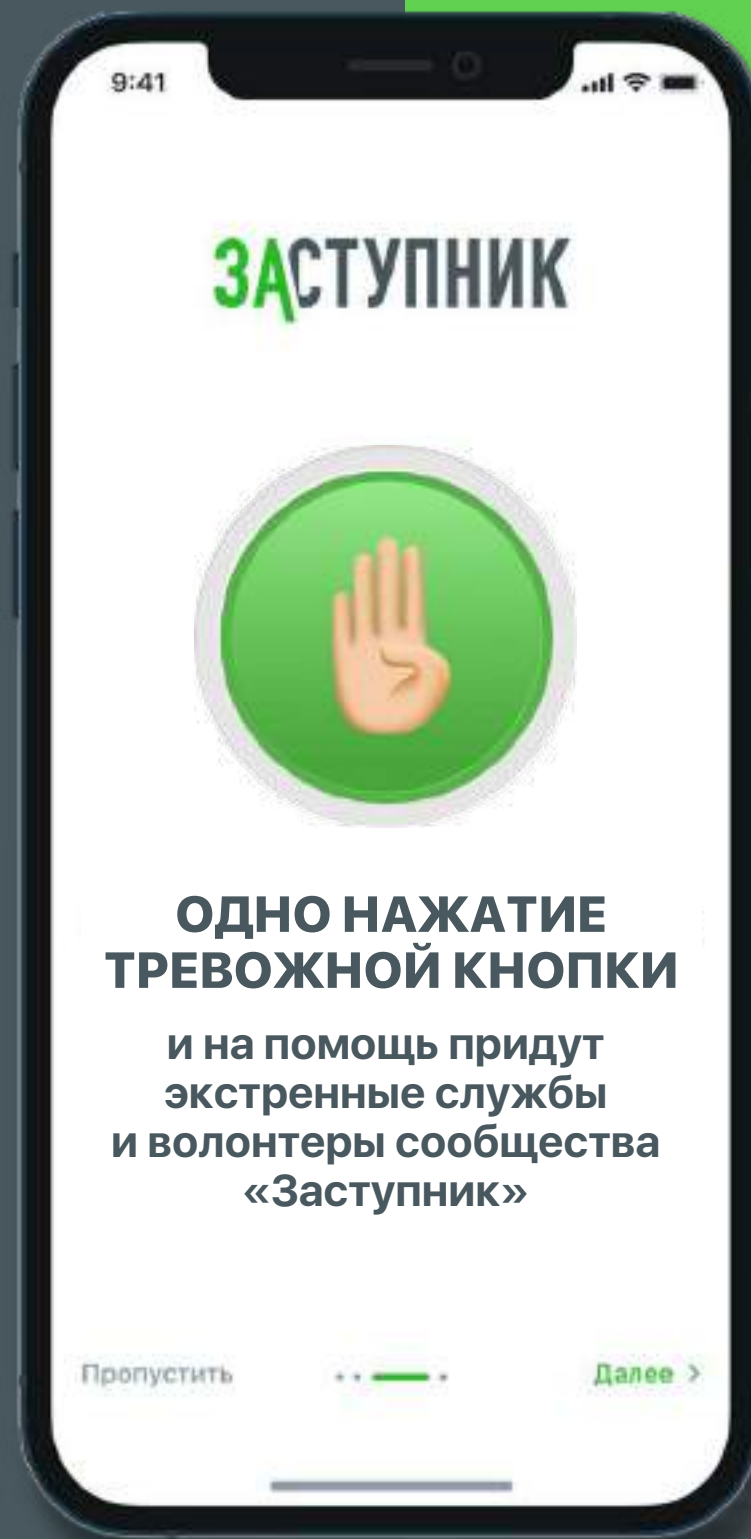 9:41
ЗАСТУПНИК
ОДНО НАЖАТИЕ
ТРЕВОЖНОЙ КНОПКИ
и на помощь придут
экстренные службы
и волонтеры сообщества
«Заступник»
Пропустить
Далее >